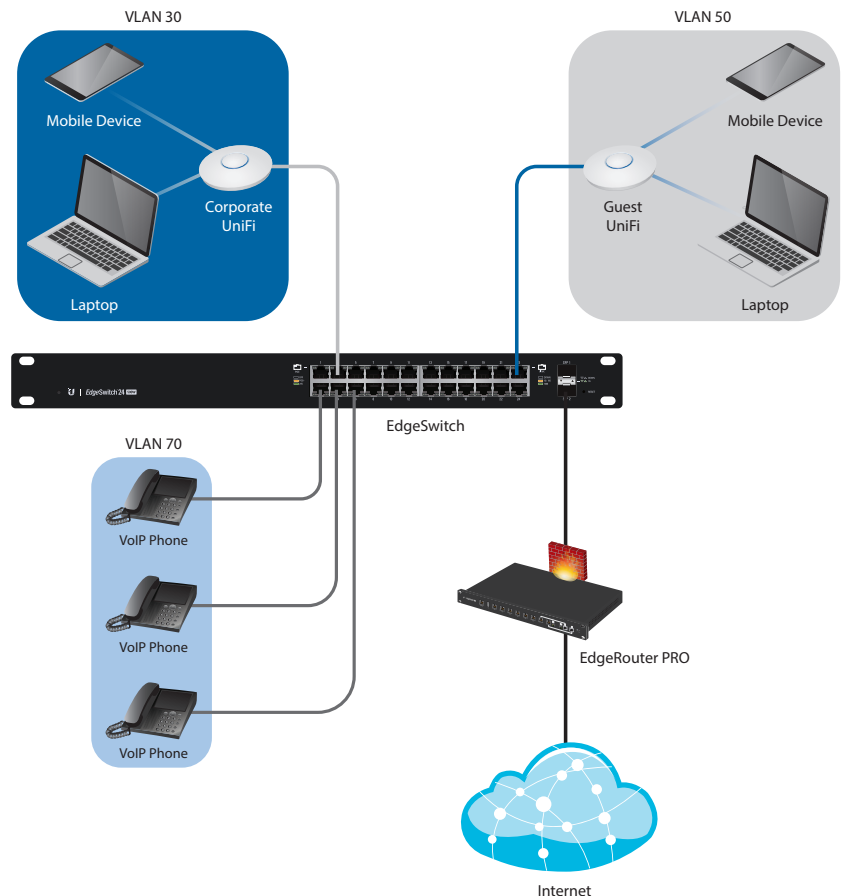 VLAN 30
VLAN 50
Mobile Device
Mobile Device
Corporate
UniFi
Guest
UniFi
Laptop
Laptop
EdgeSwitch 24
EdgeSwitch
VLAN 70
VoIP Phone
VoIP Phone
EdgeRouter PRO
VoIP Phone
Internet